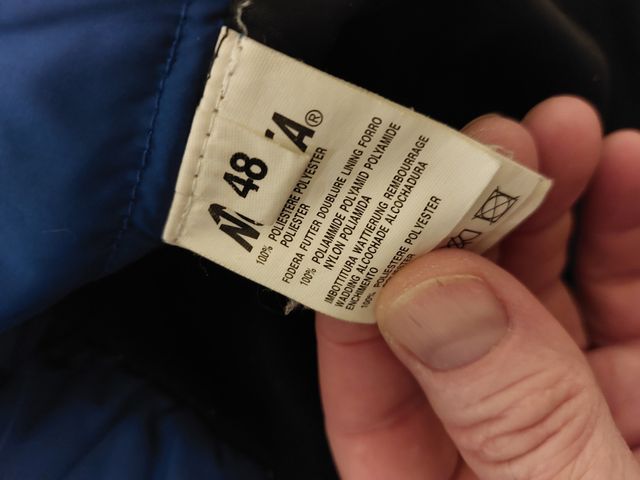 48
A®
100% POLIESTERE POLYESTER
POLIESTER
FODERA FUTTER DOUBLURE LINING FORRO
100% POLIAMMIDE POLYAMID POLYAMIDE
NYLON POLIAMIDA
IMBOTTITURA WATTIERUNG REMBOURRAGE
WADDING ALCOCHADE ALCOCHADURA
ENCHIMENTO
100% POLIESTERE POLYESTER